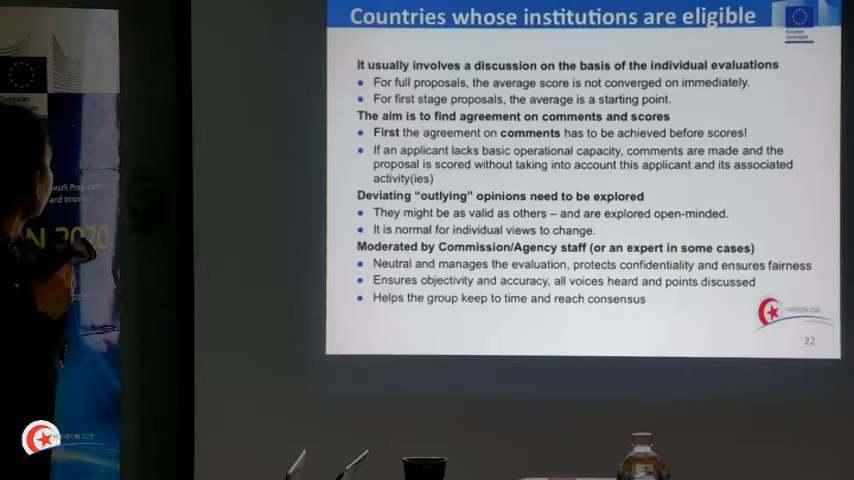 Countries whose institutions are eligible
European
Commission
It usually involves a discussion on the basis of the individual evaluations
• For full proposals, the average score is not converged on immediately.
• For first stage proposals, the average is a starting point.
The aim is to find agreement on comments and scores
• First the agreement on comments has to be achieved before scores!
• If an applicant lacks basic operational capacity, comments are made and the
proposal is scored without taking into account this applicant and its associated
activity(ies)
Deviating “outlying” opinions need to be explored
• They might be as valid as others – and are explored open-minded.
• It is normal for individual views to change.
Moderated by Commission/Agency staff (or an expert in some cases)
• Neutral and manages the evaluation, protects confidentiality and ensures fairness
• Ensures objectivity and accuracy, all voices heard and points discussed
• Helps the group keep to time and reach consensus
22
European
N 2020